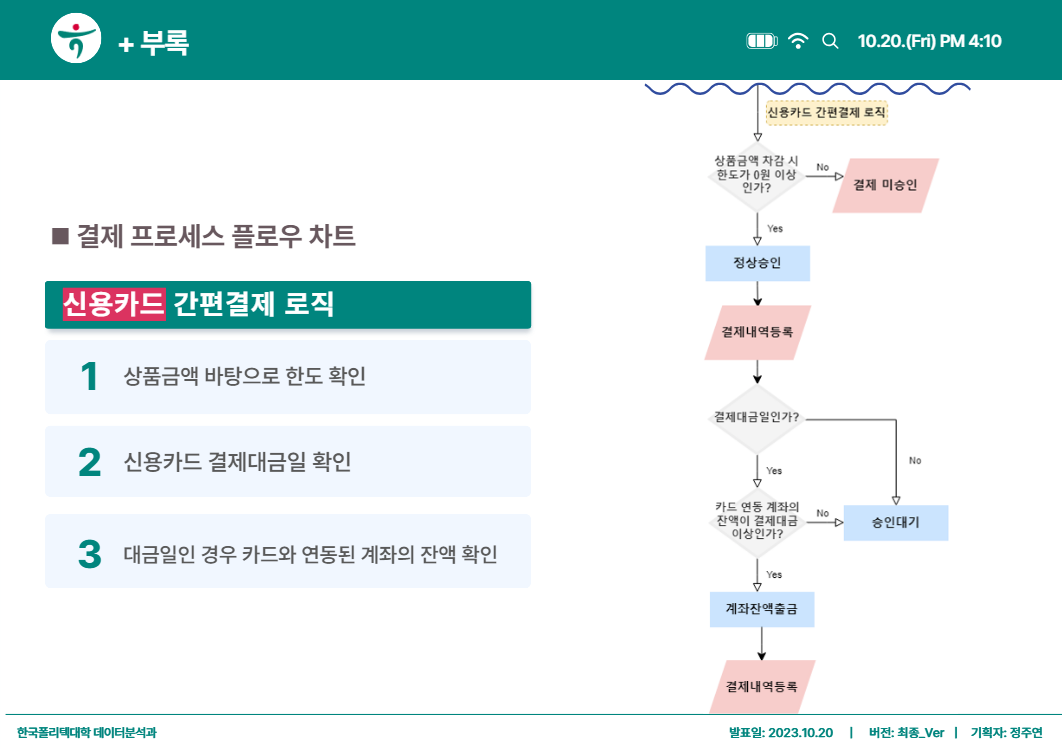 + 부록
10.20.(Fri) PM 4:10
■ 결제 프로세스 플로우 차트
신용카드 간편결제 로직
1 상품금액 바탕으로 한도 확인
2 신용카드 결제대금일 확인
3 대금일인 경우 카드와 연동된 계좌의 잔액 확인
신용카드 간편결제 로직
상품금액 차감 시
한도가 0원 이상
인가?
No
결제 미승인
Yes
정상승인
결제내역등록
결제대금일인가?
No
Yes
카드 연동 계좌의
잔액이 결제대금
이상인가?
No
승인대기
Yes
계좌잔액출금
결제내역등록
한국폴리텍대학 데이터분석과
발표일: 2023.10.20 | 버전: 최종_Ver | 기획자: 정주연